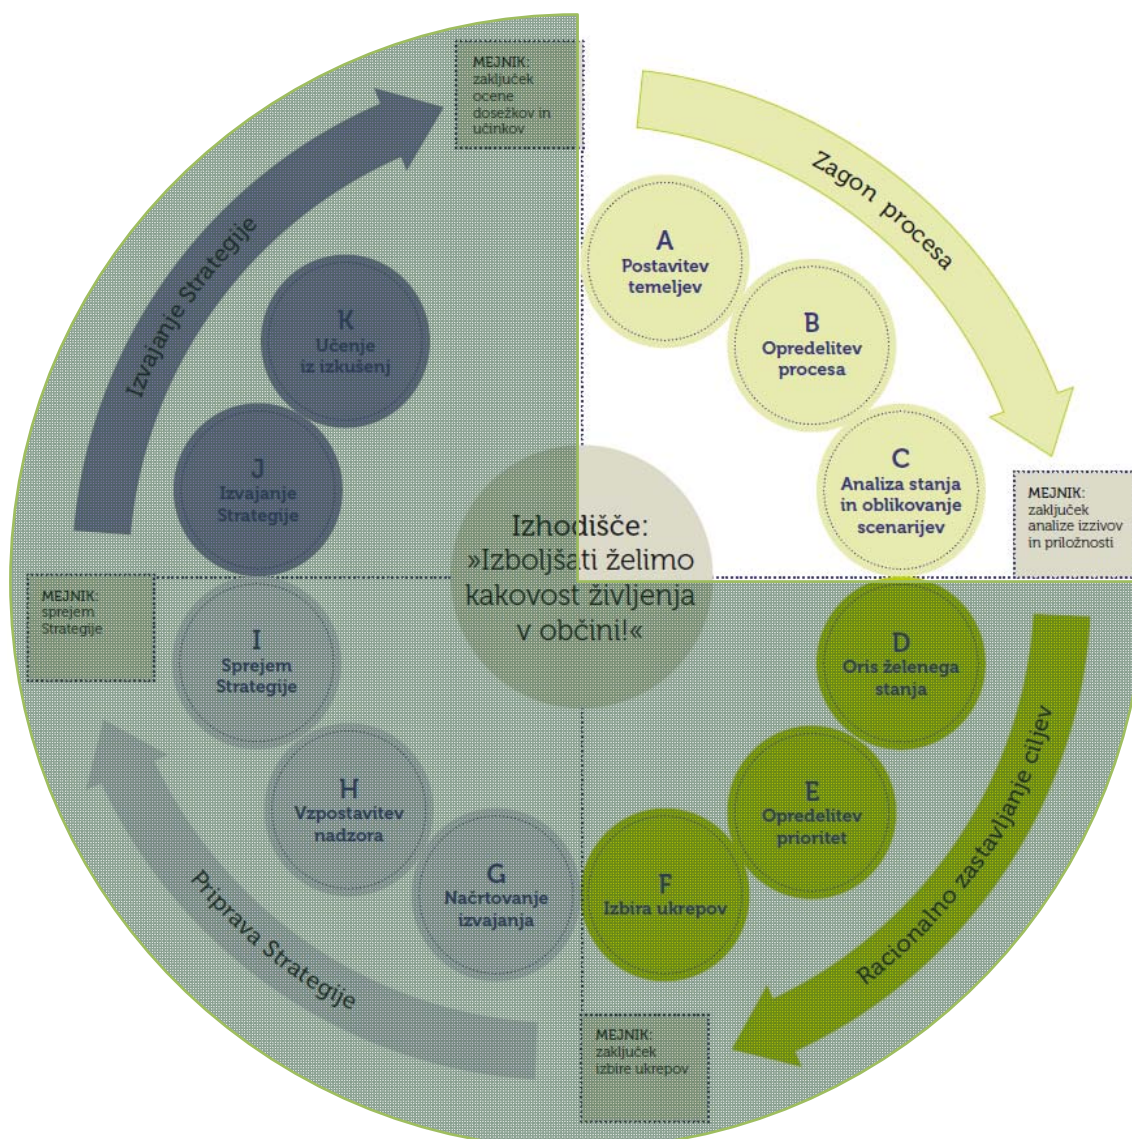 MEJNIK:
zaključek
ocene
dosežkov in
učinkov
Zagon procesa
A
Postavitev
temeljev
B
Opredelitev
procesa
C
Analiza stanja
in oblikovanje
scenarijev
MEJNIK:
zaključek
analize izzivov
in priložnosti
Izhodišče:
»Izboljšati želimo
kakovost življenja
v občini!«
D
Oris želenega
stanja
E
Opredelitev
prioritet
F
Izbira ukrepov
Racionalno zastavljanje ciljev
MEJNIK:
zaključek
izbire ukrepov
G
Načrtovanje
izvajanja
H
Vzpostavitev
nadzora
I
Sprejem
Strategije
Priprava Strategije
MEJNIK:
sprejem
Strategije
J
Izvajanje
Strategije
K
Učenje
iz izkušenj
Izvajanje Strategije